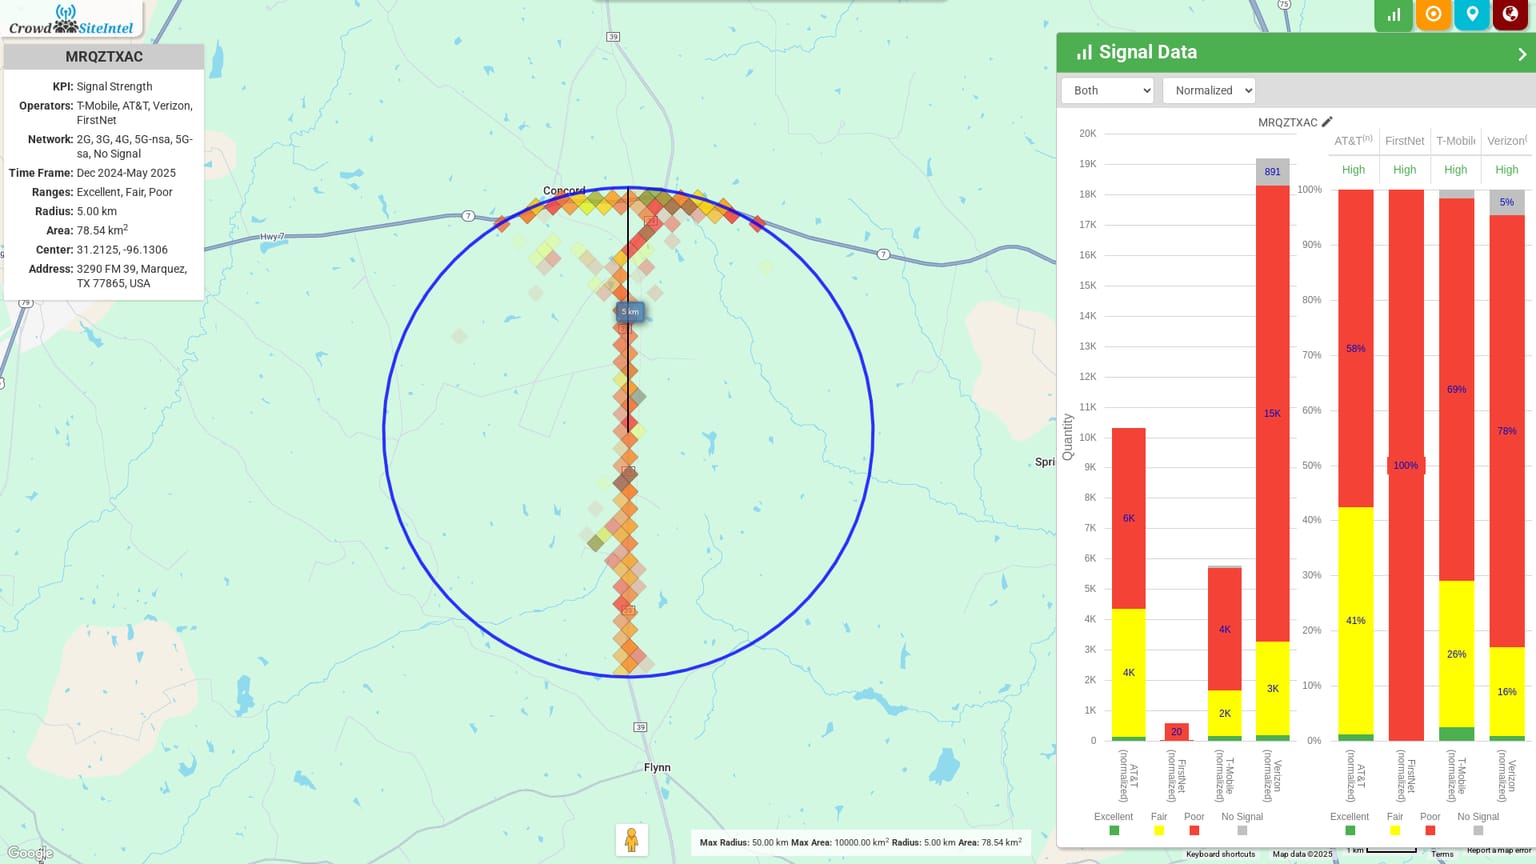 Crowd SiteIntel
MRQZTXAC
KPI: Signal Strength
Operators: T-Mobile, AT&T, Verizon,
FirstNet
Network: 2G, 3G, 4G, 5G-nsa, 5G-
sa, No Signal
Time Frame: Dec 2024-May 2025
Ranges: Excellent, Fair, Poor
Radius: 5.00 km
Area: 78.54 km2
Center: 31.2125, -96.1306
Address: 3290 FM 39, Marquez,
TX 77865, USA
79
39
75
Concord
7
Hwy 7
7
5 km
Spri
39
Flynn
Google
Max Radius: 50.00 km Max Area: 10000.00 km2 Radius: 5.00 km Area: 78.54 km2
Signal Data
Both
Normalized
MRQZTXAC
Quantity
20K
19K
18K
17K
16K
15K
14K
13K
12K
11K
10K
9K
8K
7K
6K
5K
4K
3K
2K
1K
0
6K
4K
20
4K
2K
891
15K
3K
AT&T (normalized)
FirstNet (normalized)
T-Mobile (normalized)
Verizon (normalized)
Excellent
Fair
Poor
No Signal
AT&T(n)
FirstNet
T-Mobile
Verizon(
High
High
High
High
100%
90%
80%
70%
60%
50%
40%
30%
20%
10%
0%
58%
41%
100%
69%
26%
5%
78%
16%
AT&T (normalized)
FirstNet (normalized)
T-Mobile (normalized)
Verizon (normalized)
Excellent
Fair
Poor
No Signal
Keyboard shortcuts
Map data ©2025
1 km
Terms
Report a map error